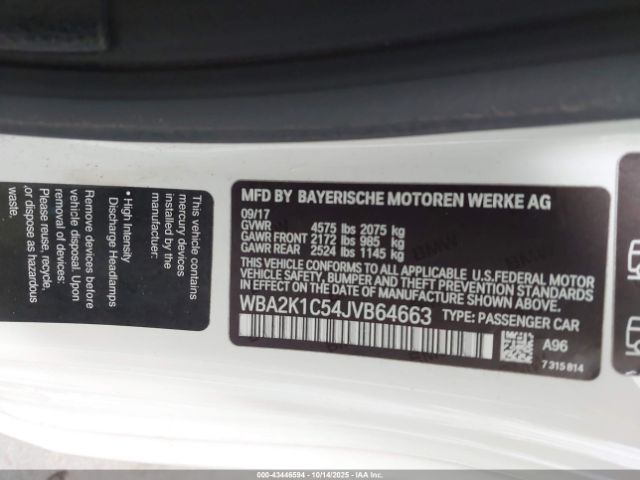 This vehicle contains
mercury devices
installed by the
manufacturer:
• High Intensity
Discharge Headlamps
Remove devices before
vehicle disposal. Upon
removal of devices:
Please reuse, recycle,
or dispose as hazardous
waste.
MFD BY BAYERISCHE MOTOREN WERKE AG
09/17
GVWR 4575 lbs 2075 kg
GAWR FRONT 2172 lbs 985 kg
GAWR REAR 2524 lbs 1145 kg
THIS VEHICLE CONFORMS TO ALL APPLICABLE U.S.FEDERAL MOTOR
VEHICLE SAFETY, BUMPER, AND THEFT PREVENTION STANDARDS
IN EFFECT ON THE DATE OF MANUFACTURE SHOWN ABOVE.
WBA2K1C54JVB64663 TYPE: PASSENGER CAR
A96
7 315 814
000-43446594 - 10/14/2025 - IAAI.COM